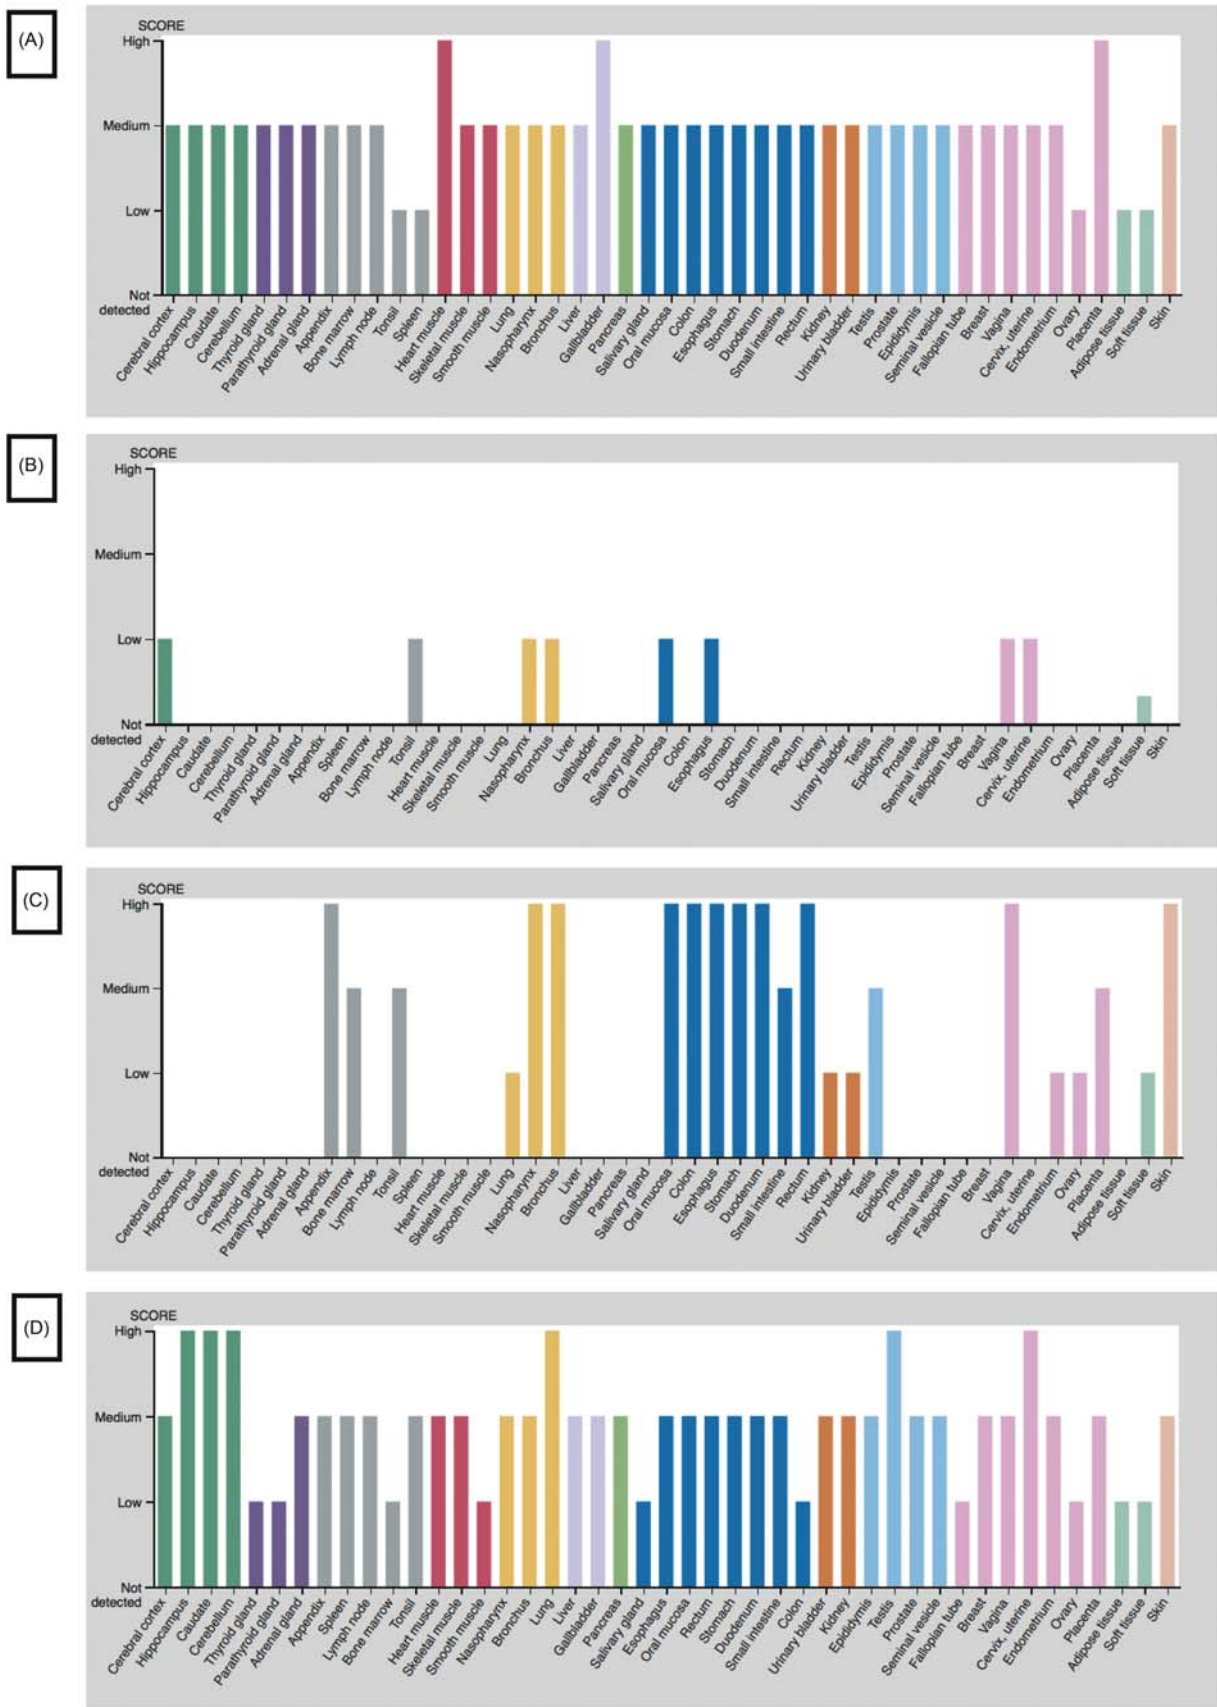 (A)
SCORE
High
Medium
Low
Not
detected
Cerebral cortex
Hippocampus
Caudate
Cerebellum
Thyroid gland
Parathyroid gland
Adrenal gland
Appendix
Bone marrow
Lymph node
Tonsil
Spleen
Heart muscle
Skeletal muscle
Smooth muscle
Lung
Nasopharynx
Bronchus
Liver
Gallbladder
Pancreas
Salivary gland
Oral mucosa
Colon
Esophagus
Stomach
Duodenum
Small intestine
Rectum
Kidney
Urinary bladder
Testis
Prostate
Epididymis
Seminal vesicle
Fallopian tube
Breast
Vagina
Cervix, uterine
Endometrium
Ovary
Placenta
Adipose tissue
Soft tissue
Skin
(B)
SCORE
High
Medium
Low
Not
detected
Cerebral cortex
Hippocampus
Caudate
Cerebellum
Thyroid gland
Parathyroid gland
Adrenal gland
Appendix
Spleen
Bone marrow
Lymph node
Tonsil
Heart muscle
Skeletal muscle
Smooth muscle
Lung
Nasopharynx
Bronchus
Liver
Gallbladder
Pancreas
Salivary gland
Oral mucosa
Colon
Esophagus
Stomach
Duodenum
Small intestine
Rectum
Kidney
Urinary bladder
Testis
Epididymis
Prostate
Seminal vesicle
Fallopian tube
Breast
Vagina
Cervix, uterine
Endometrium
Ovary
Placenta
Adipose tissue
Soft tissue
Skin
(C)
SCORE
High
Medium
Low
Not
detected
Cerebral cortex
Hippocampus
Caudate
Cerebellum
Thyroid gland
Parathyroid gland
Adrenal gland
Appendix
Bone marrow
Lymph node
Tonsil
Spleen
Heart muscle
Skeletal muscle
Smooth muscle
Lung
Nasopharynx
Bronchus
Liver
Gallbladder
Pancreas
Salivary gland
Oral mucosa
Colon
Esophagus
Stomach
Duodenum
Small intestine
Rectum
Kidney
Urinary bladder
Testis
Epididymis
Prostate
Seminal vesicle
Fallopian tube
Breast
Vagina
Cervix, uterine
Endometrium
Ovary
Placenta
Adipose tissue
Soft tissue
Skin
(D)
SCORE
High
Medium
Low
Not
detected
Cerebral cortex
Hippocampus
Caudate
Cerebellum
Thyroid gland
Parathyroid gland
Adrenal gland
Appendix
Spleen
Lymph node
Bone marrow
Tonsil
Heart muscle
Skeletal muscle
Smooth muscle
Nasopharynx
Bronchus
Lung
Liver
Gallbladder
Pancreas
Salivary gland
Esophagus
Oral mucosa
Rectum
Stomach
Duodenum
Small intestine
Colon
Urinary bladder
Kidney
Epididymis
Testis
Prostate
Seminal vesicle
Fallopian tube
Breast
Vagina
Cervix, uterine
Endometrium
Ovary
Placenta
Adipose tissue
Soft tissue
Skin